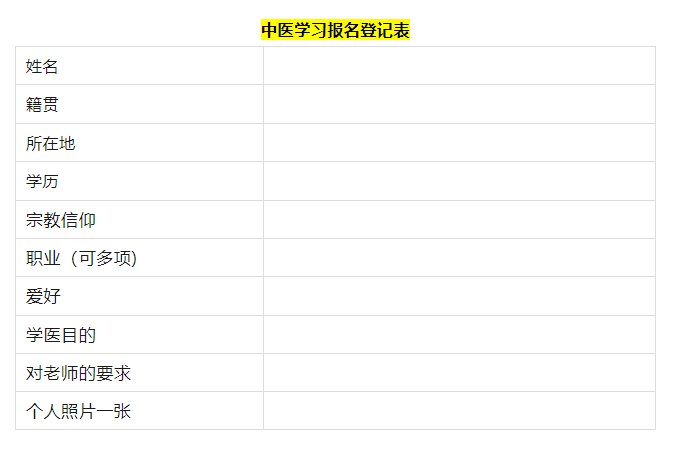 中医学习报名登记表
姓名
籍贯
所在地
学历
宗教信仰
职业（可多项)
爱好
学医目的
对老师的要求
个人照片一张